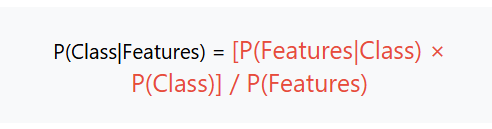 P(Class|Features) = [P(Features|Class) ×
P(Class)] / P(Features)